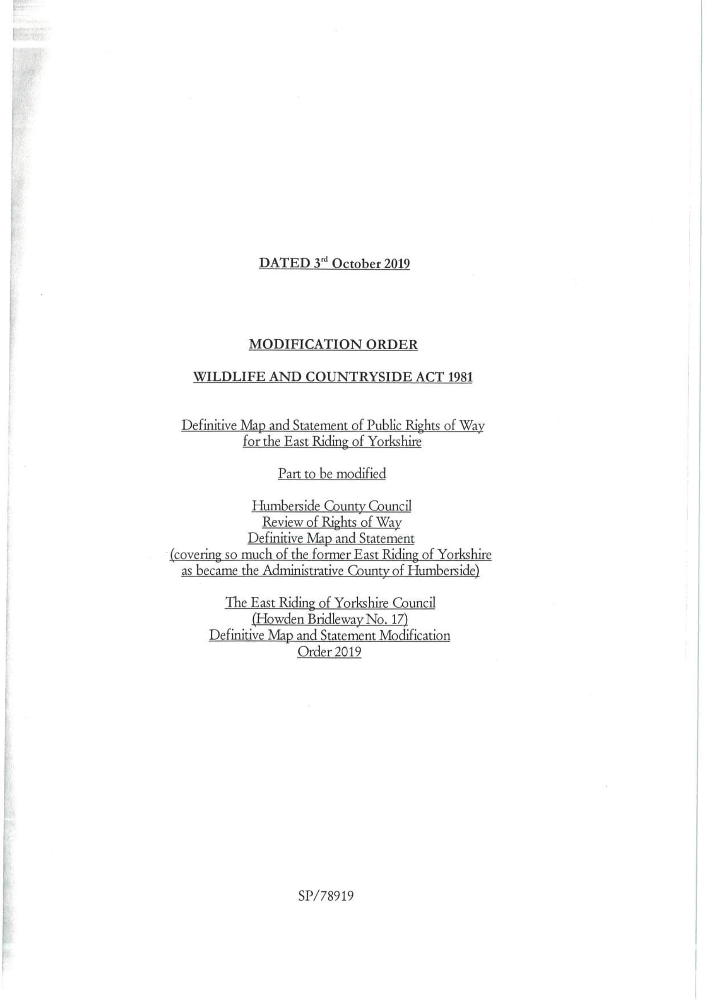 DATED 3rd October 2019
MODIFICATION ORDER
WILDLIFE AND COUNTRYSIDE ACT 1981
Definitive Map and Statement of Public Rights of Way
for the East Riding of Yorkshire
Part to be modified
Humberside County Council
Review of Rights of Way
Definitive Map and Statement
(covering so much of the former East Riding of Yorkshire
as became the Administrative County of Humberside)
The East Riding of Yorkshire Council
(Howden Bridleway No. 17)
Definitive Map and Statement Modification
Order 2019
SP/78919